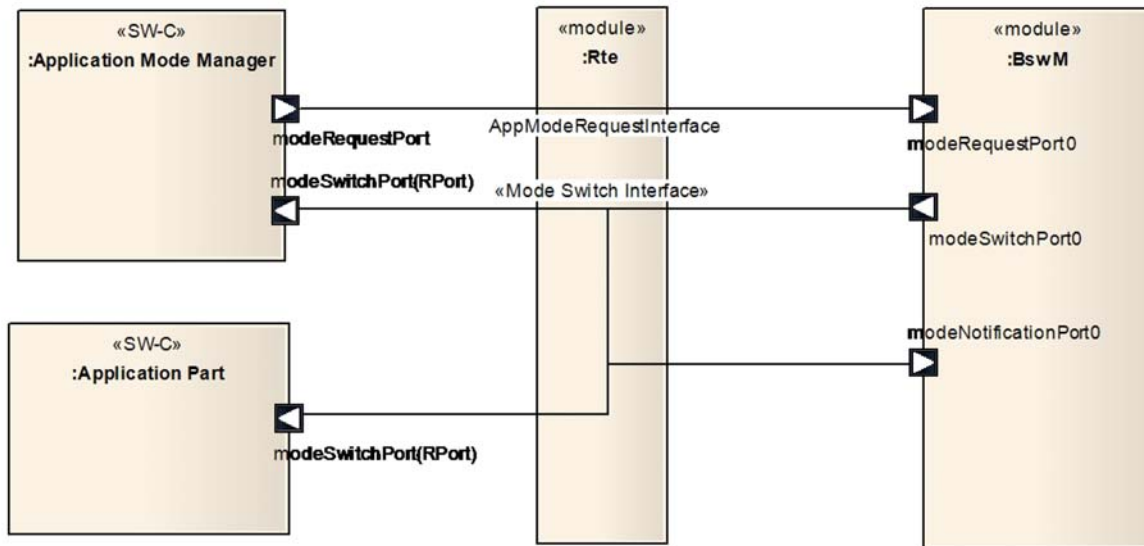 «SW-C»
:Application Mode Manager
modeRequestPort
modeSwitchPort(RPort)
«SW-C»
:Application Part
modeSwitchPort(RPort)
«module»
:Rte
AppModeRequestInterface
«Mode Switch Interface»
«module»
:BswM
modeRequestPort0
modeSwitchPort0
modeNotificationPort0